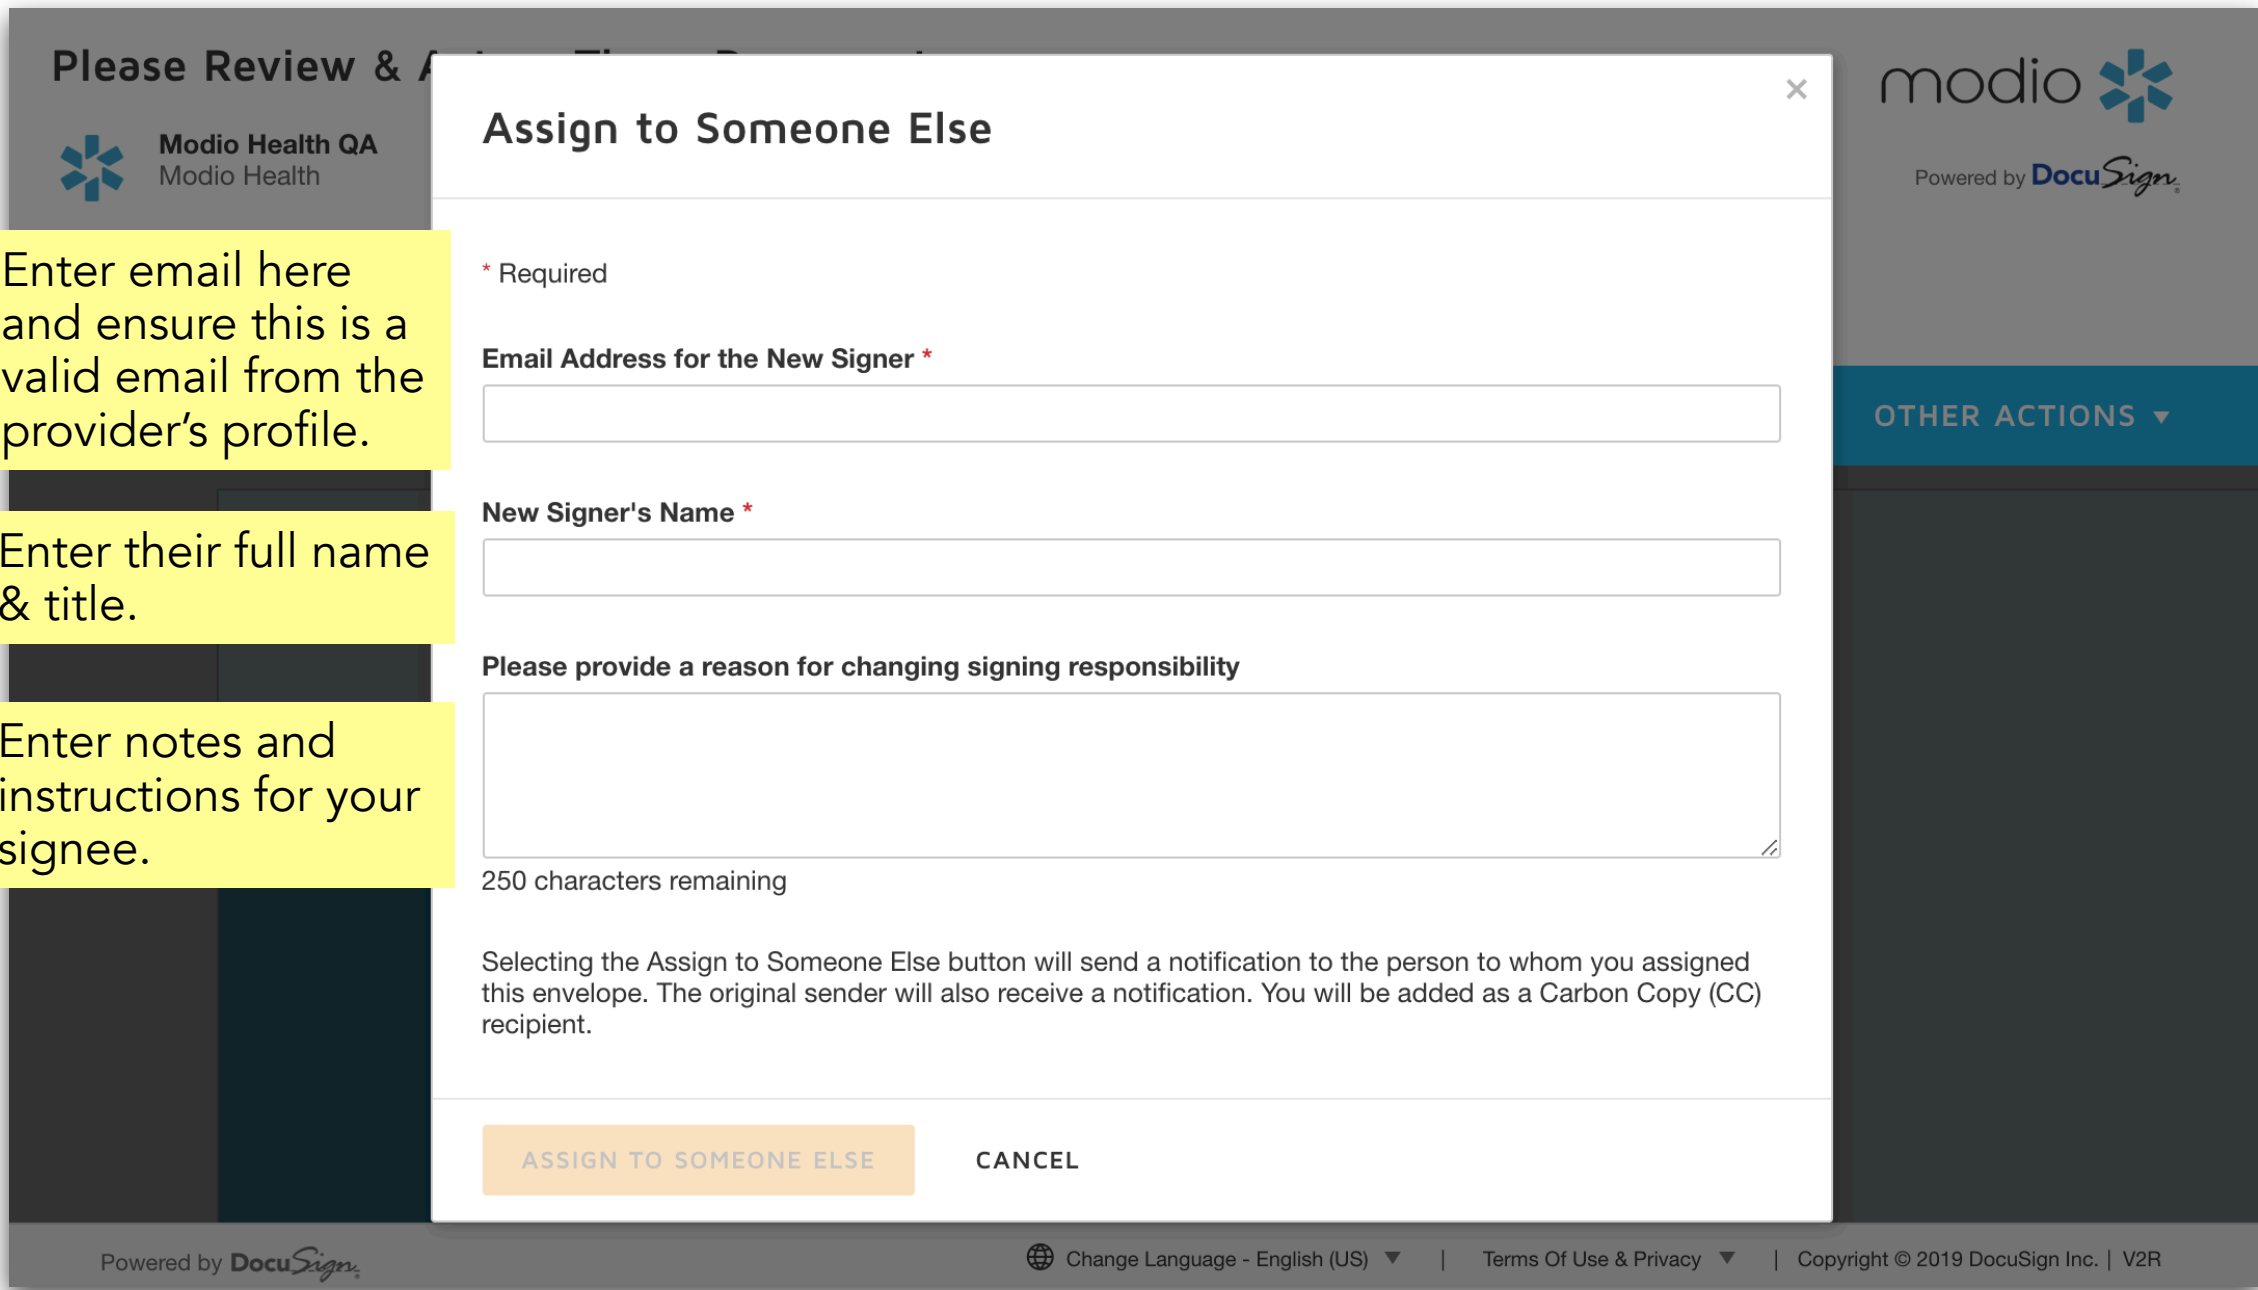 Please Review &
Modio Health QA
Modio Health
modio
Powered by DocuSign
OTHER ACTIONS
Assign to Someone Else
×
* Required
Email Address for the New Signer *
New Signer's Name *
Please provide a reason for changing signing responsibility
250 characters remaining
Selecting the Assign to Someone Else button will send a notification to the person to whom you assigned
this envelope. The original sender will also receive a notification. You will be added as a Carbon Copy (CC)
recipient.
ASSIGN TO SOMEONE ELSE
CANCEL
Enter email here
and ensure this is a
valid email from the
provider’s profile.
Enter their full name
& title.
Enter notes and
instructions for your
signee.
Powered by DocuSign
Change Language - English (US) ▼ | Terms Of Use & Privacy ▼ | Copyright © 2019 DocuSign Inc. | V2R